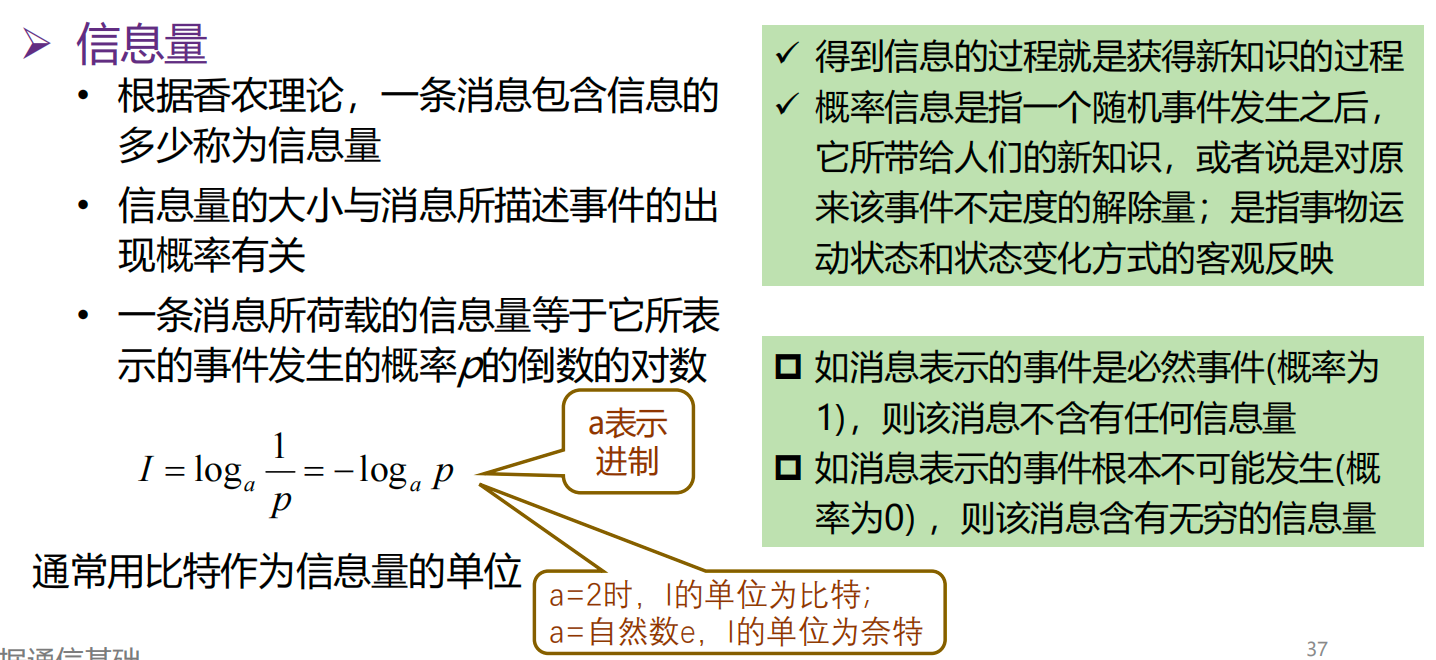 ➢ 信息量
• 根据香农理论，一条消息包含信息的
多少称为信息量
• 信息量的大小与消息所描述事件的出
现概率有关
• 一条消息所荷载的信息量等于它所表
示的事件发生的概率p的倒数的对数
I = logₐ 1/p = −logₐ p
a表示
进制
通常用比特作为信息量的单位
a=2时，I的单位为比特；
a=自然数e，I的单位为奈特
✓ 得到信息的过程就是获得新知识的过程
✓ 概率信息是指一个随机事件发生之后，
它所带给人们的新知识，或者说是对原
来该事件不定度的解除量；是指事物运
动状态和状态变化方式的客观反映
如消息表示的事件是必然事件(概率为
1)，则该消息不含有任何信息量
如消息表示的事件根本不可能发生(概
率为0)，则该消息含有无穷的信息量
据通信基础
37